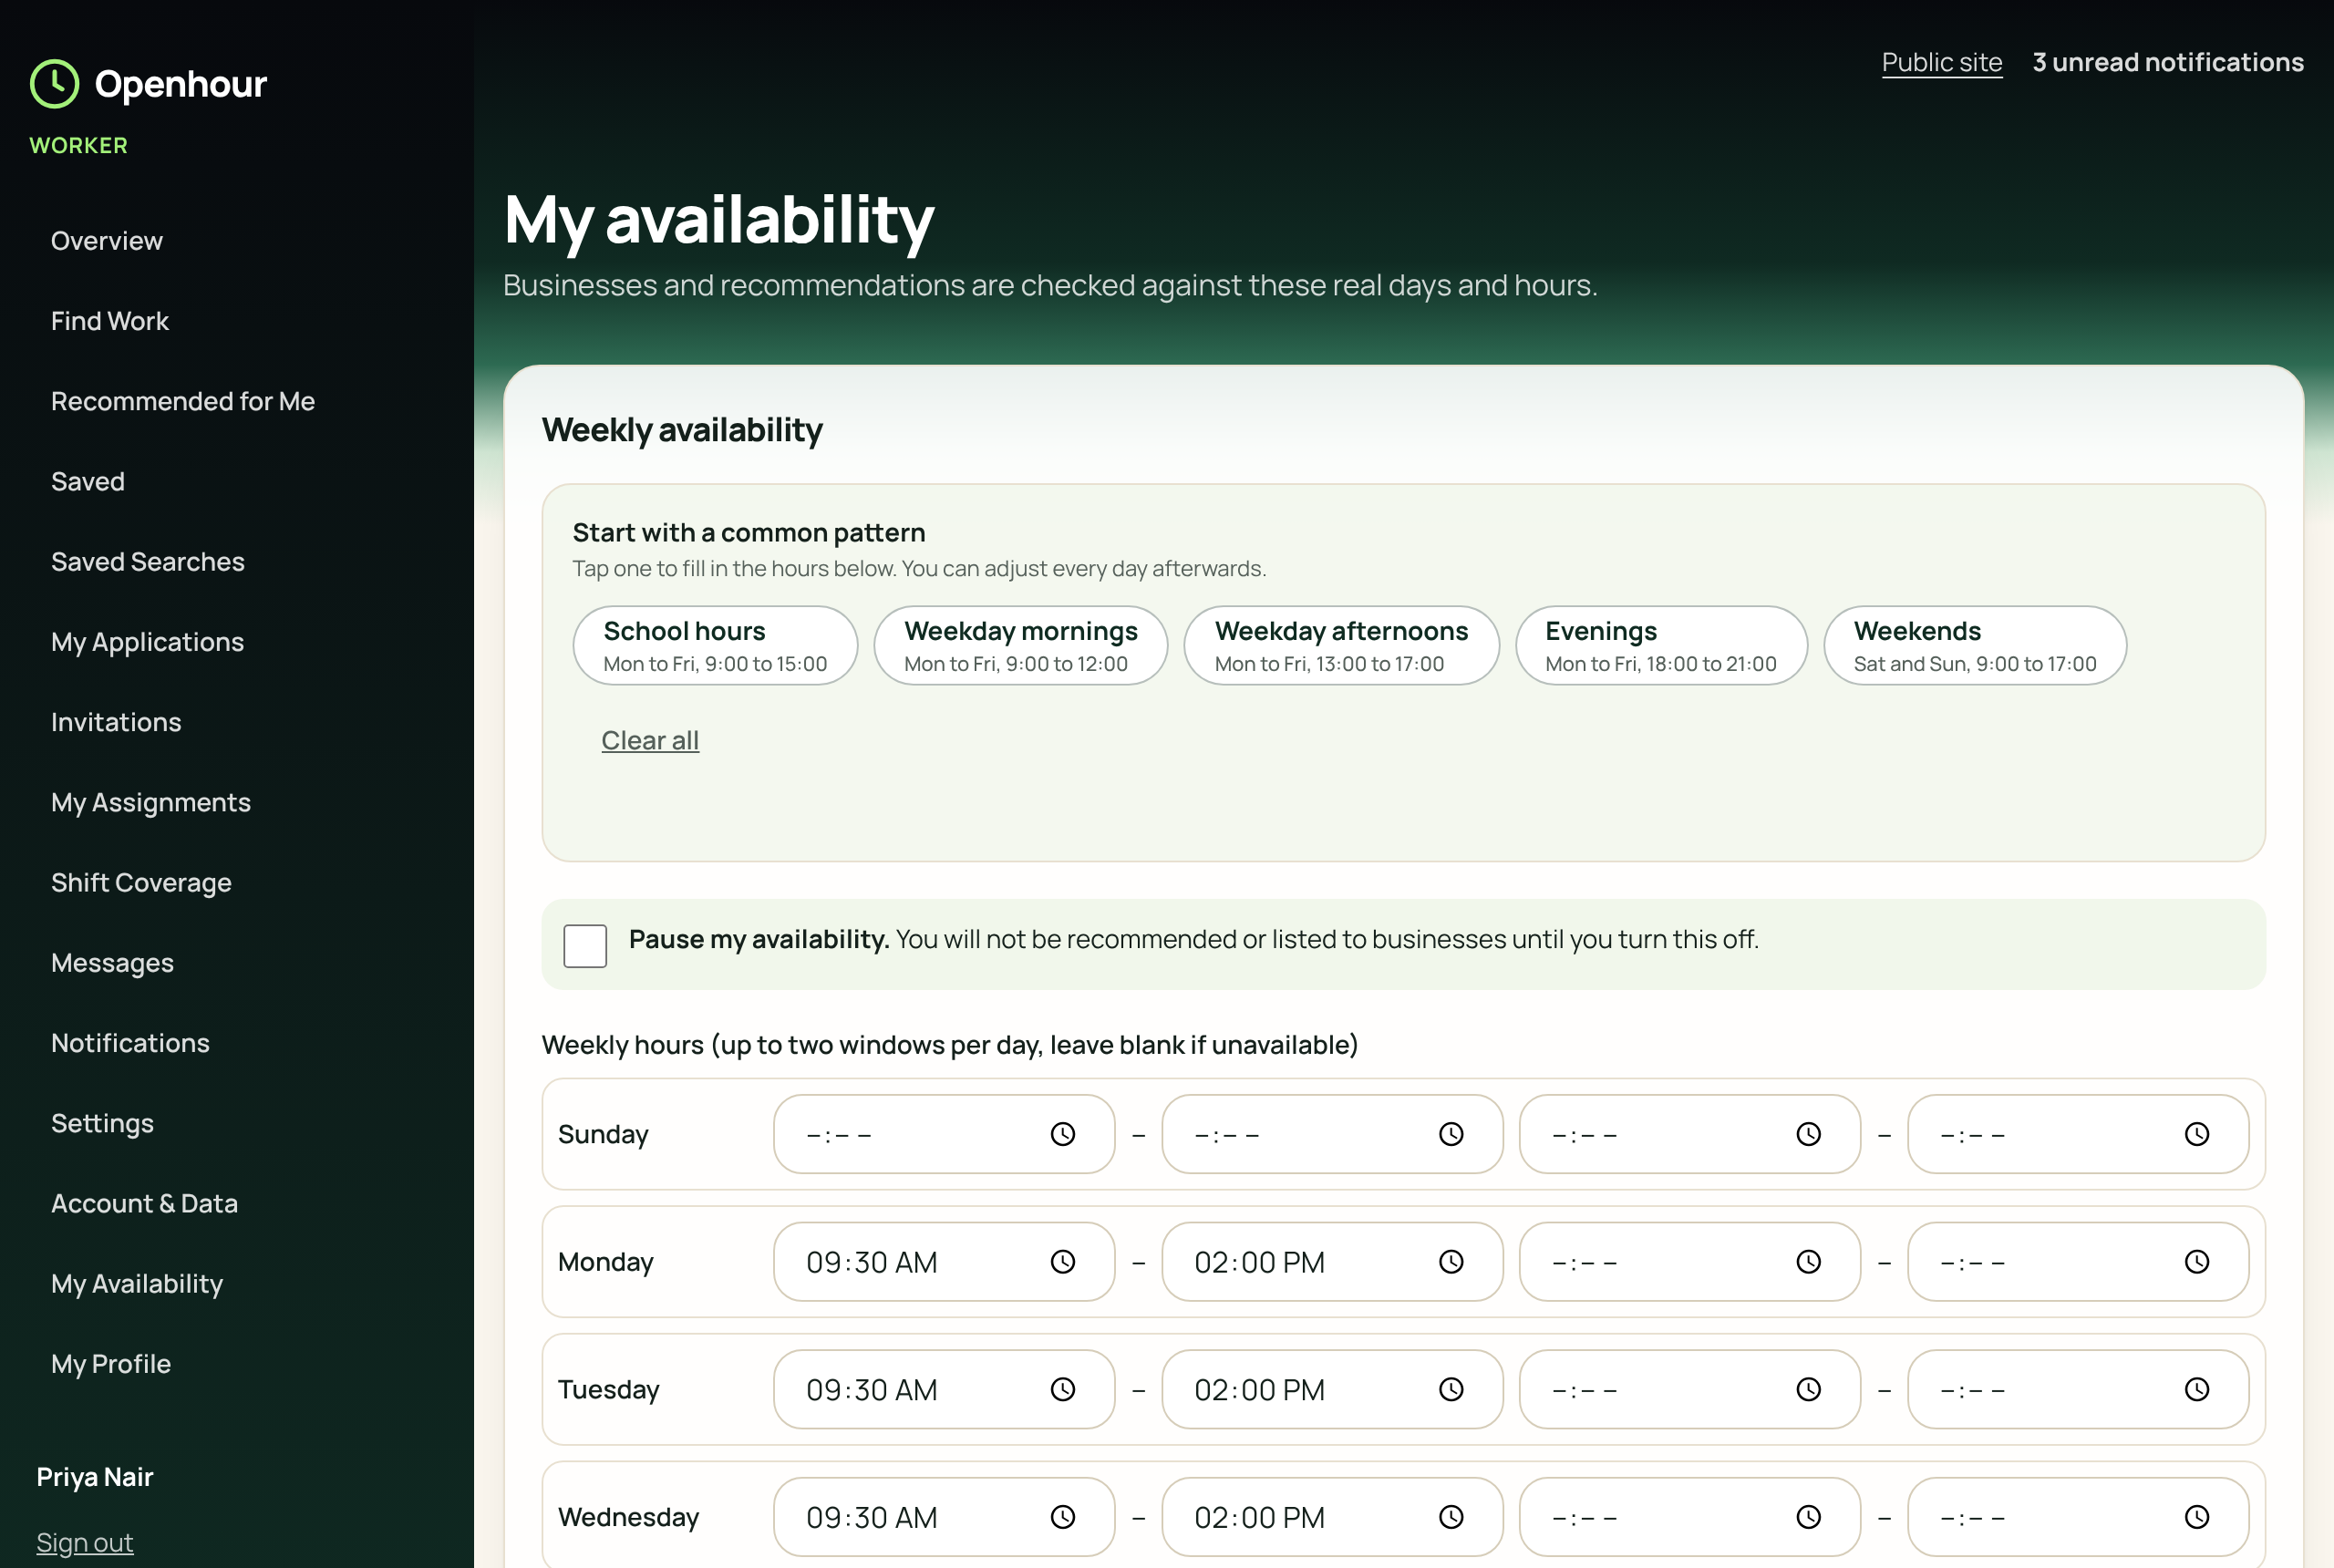 Openhour
WORKER
Overview
Find Work
Recommended for Me
Saved
Saved Searches
My Applications
Invitations
My Assignments
Shift Coverage
Messages
Notifications
Settings
Account & Data
My Availability
My Profile
Priya Nair
Sign out
Public site 3 unread notifications
My availability
Businesses and recommendations are checked against these real days and hours.
Weekly availability
Start with a common pattern
Tap one to fill in the hours below. You can adjust every day afterwards.
School hours
Mon to Fri, 9:00 to 15:00
Weekday mornings
Mon to Fri, 9:00 to 12:00
Weekday afternoons
Mon to Fri, 13:00 to 17:00
Evenings
Mon to Fri, 18:00 to 21:00
Weekends
Sat and Sun, 9:00 to 17:00
Clear all
Pause my availability. You will not be recommended or listed to businesses until you turn this off.
Weekly hours (up to two windows per day, leave blank if unavailable)
Sunday –:– – – –:– – –:– – – –:– –
Monday 09:30 AM – 02:00 PM –:– – – –:– –
Tuesday 09:30 AM – 02:00 PM –:– – – –:– –
Wednesday 09:30 AM – 02:00 PM –:– – – –:– –